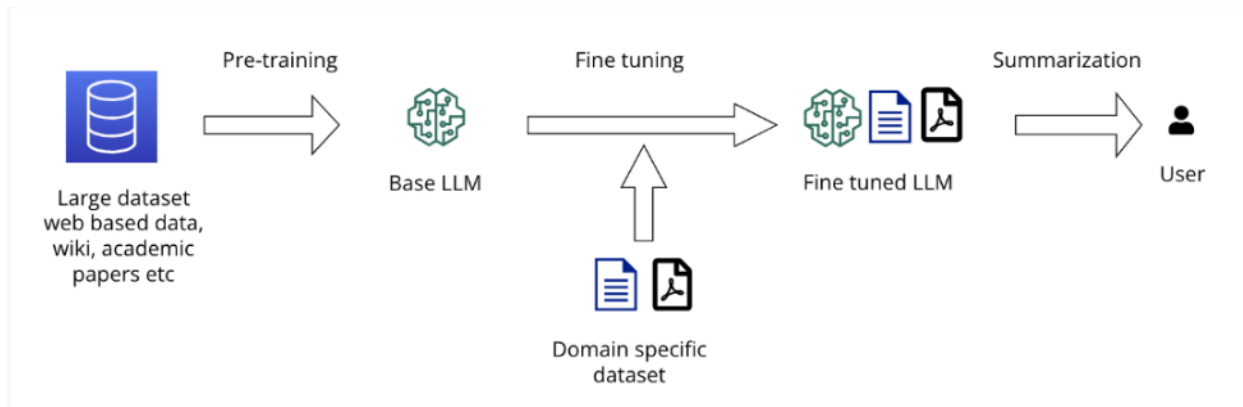 Pre-training
Fine tuning
Summarization
Base LLM
Fine tuned LLM
User
Large dataset
web based data,
wiki, academic
papers etc
Domain specific
dataset